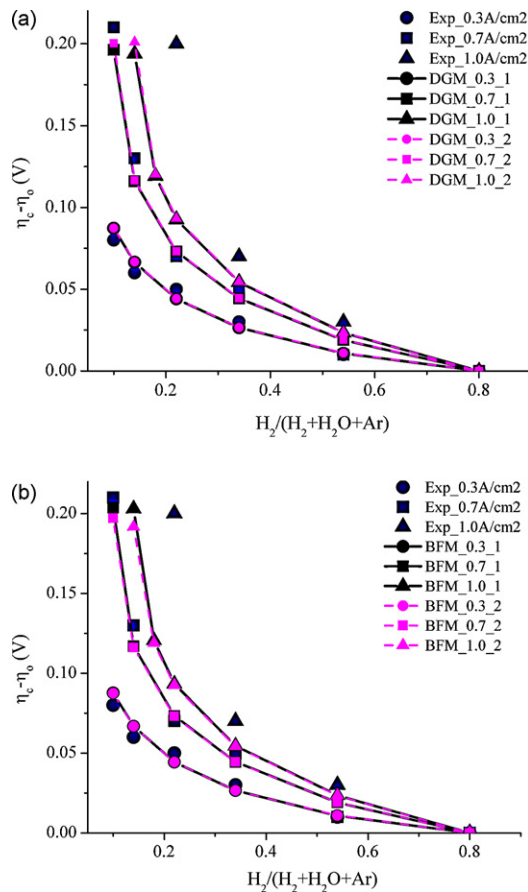 (a)
Exp_0.3A/cm2
Exp_0.7A/cm2
Exp_1.0A/cm2
DGM_0.3_1
DGM_0.7_1
DGM_1.0_1
DGM_0.3_2
DGM_0.7_2
DGM_1.0_2
0.20
0.15
0.10
0.05
0.00
ηc-ηo (V)
0.2
0.4
0.6
0.8
H2/(H2+H2O+Ar)
(b)
Exp_0.3A/cm2
Exp_0.7A/cm2
Exp_1.0A/cm2
BFM_0.3_1
BFM_0.7_1
BFM_1.0_1
BFM_0.3_2
BFM_0.7_2
BFM_1.0_2
0.20
0.15
0.10
0.05
0.00
ηc-ηo (V)
0.2
0.4
0.6
0.8
H2/(H2+H2O+Ar)